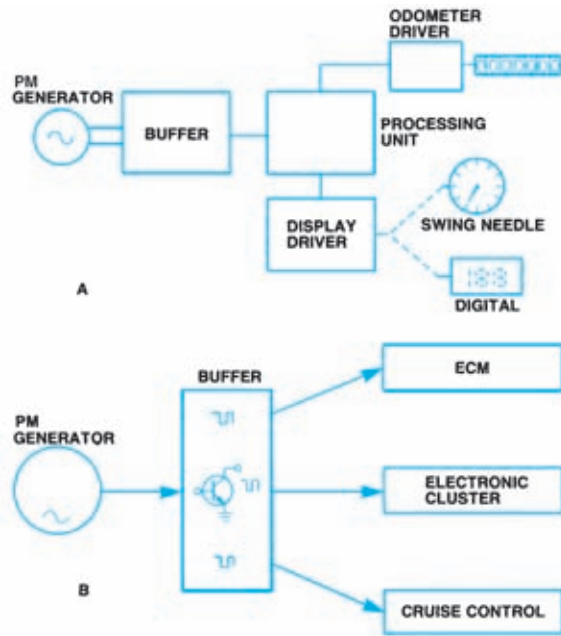 ODOMETER
DRIVER
PM
GENERATOR
BUFFER
PROCESSING
UNIT
DISPLAY
DRIVER
SWING NEEDLE
DIGITAL
A
BUFFER
ECM
PM
GENERATOR
ELECTRONIC
CLUSTER
B
CRUISE CONTROL